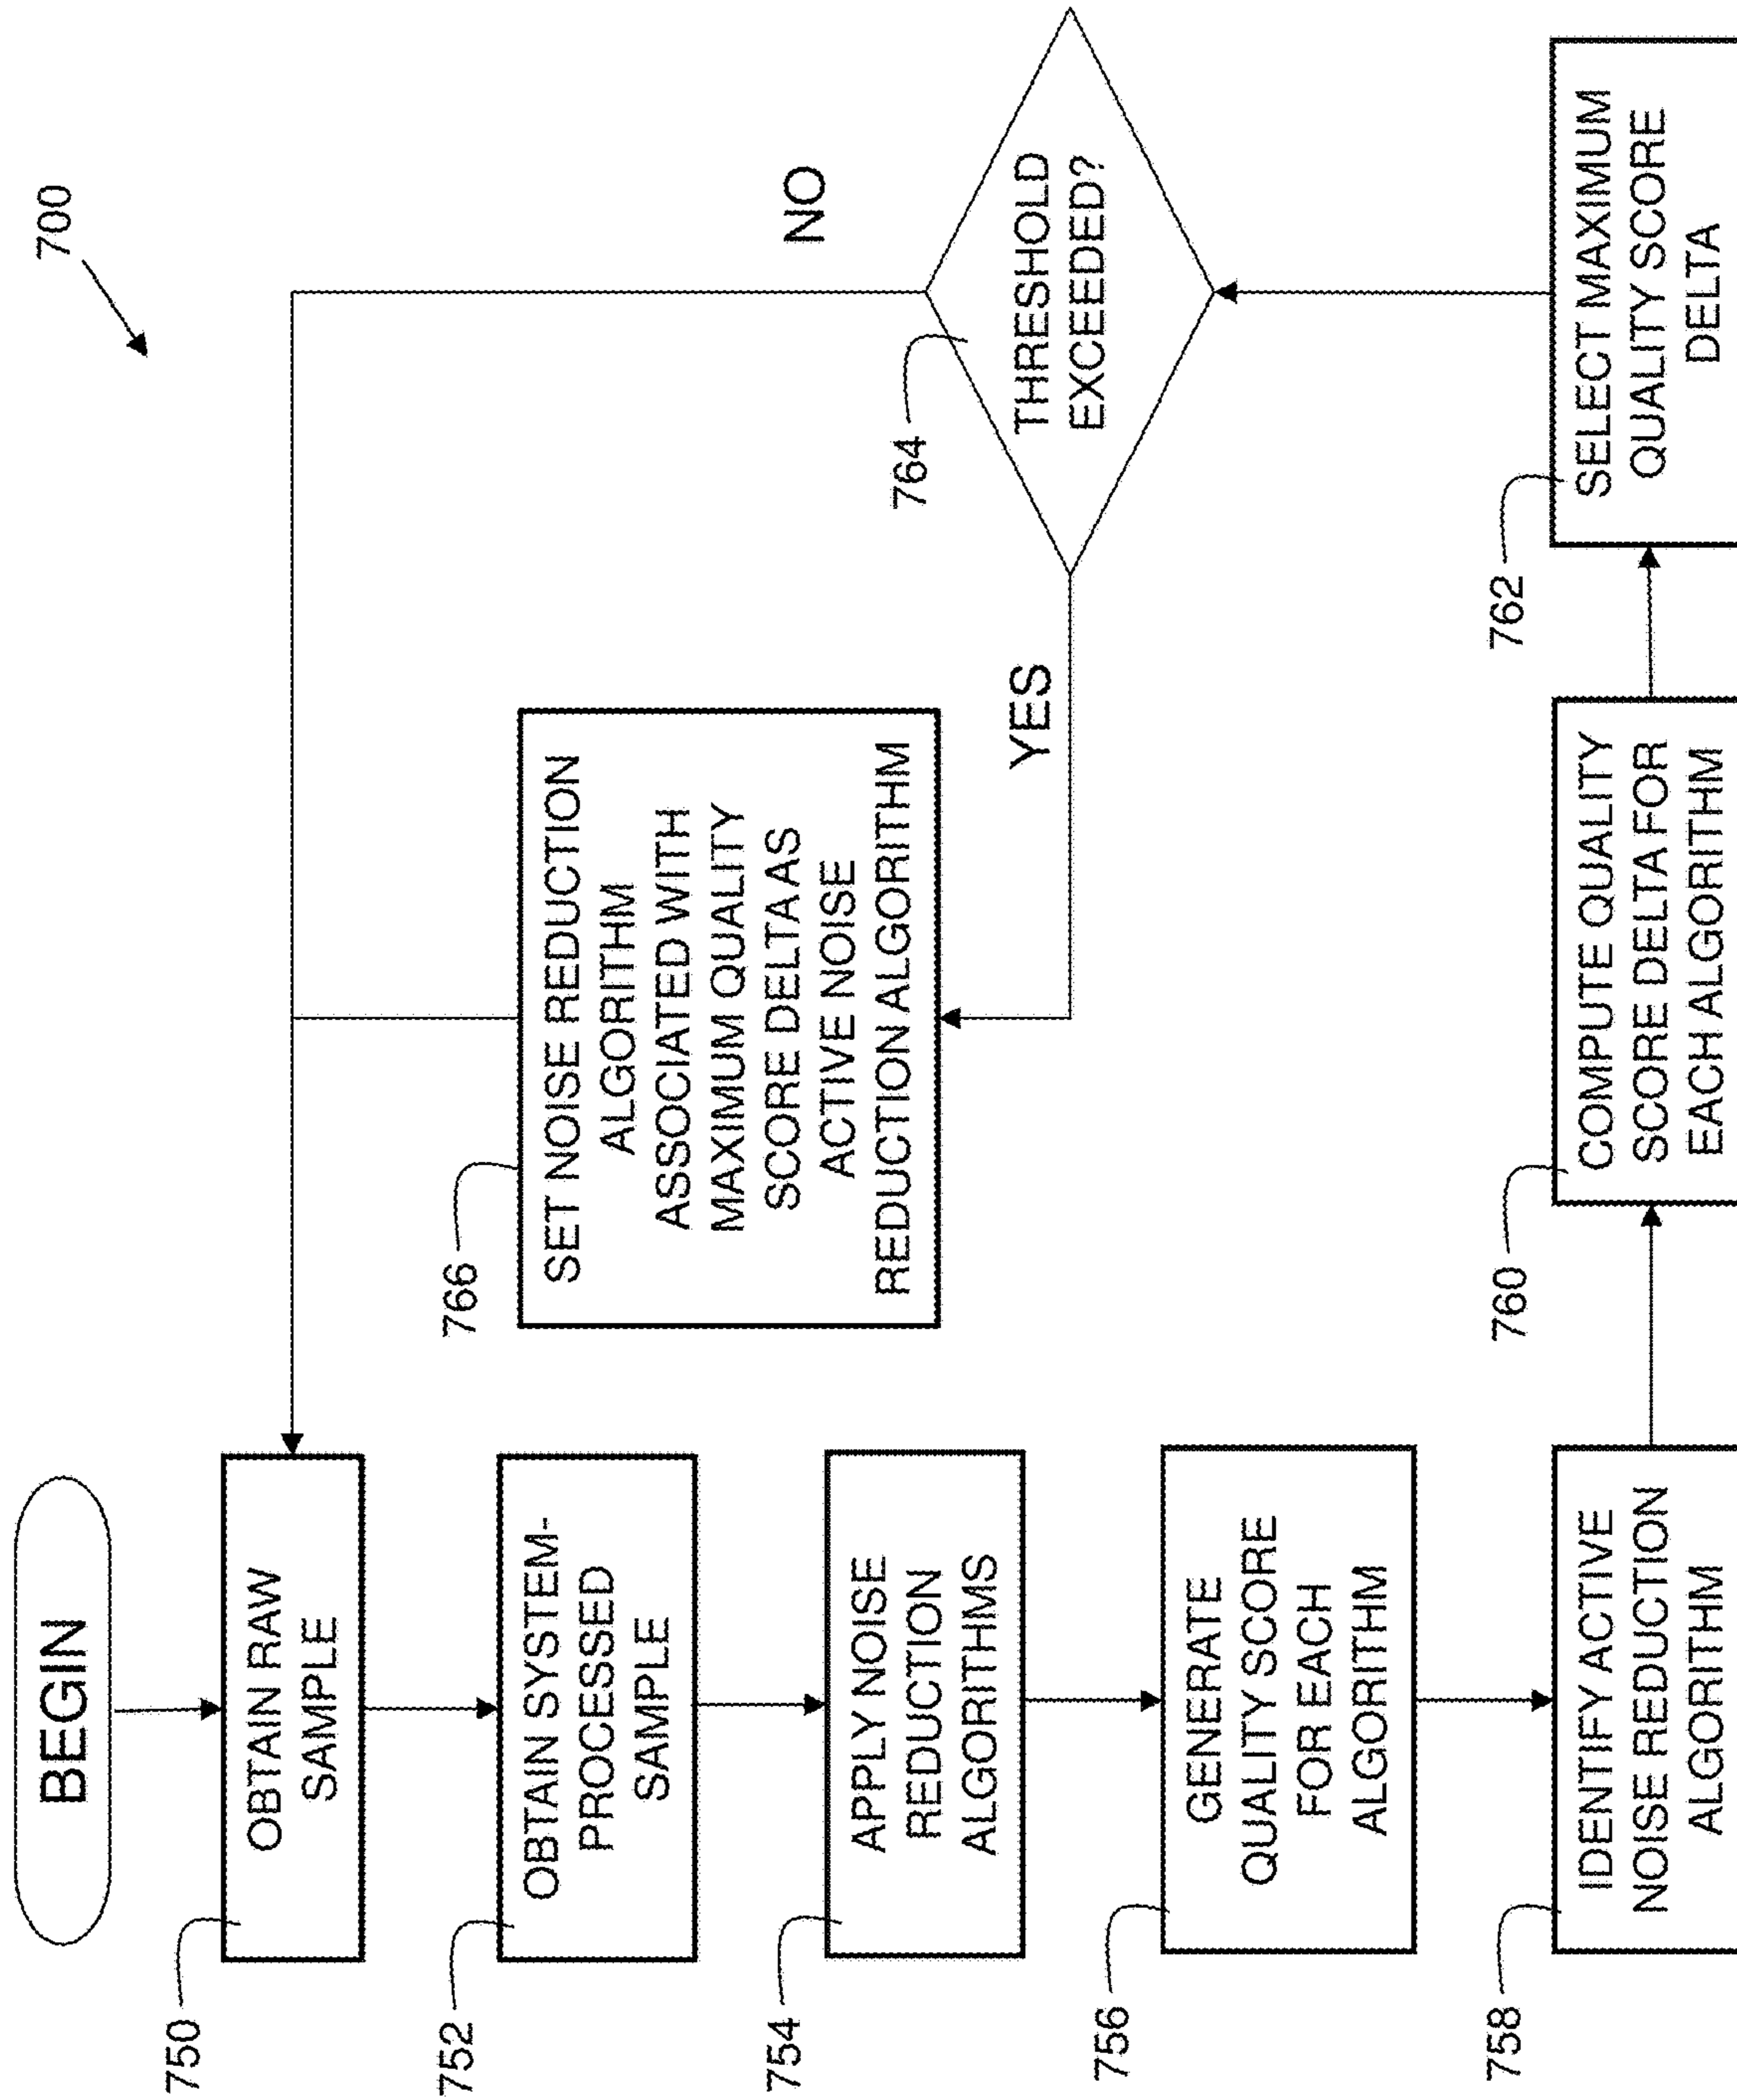 700
BEGIN
750
OBTAIN RAW
SAMPLE
752
OBTAIN SYSTEM-
PROCESSED
SAMPLE
754
APPLY NOISE
REDUCTION
ALGORITHMS
756
GENERATE
QUALITY SCORE
FOR EACH
ALGORITHM
758
IDENTIFY ACTIVE
NOISE REDUCTION
ALGORITHM
760
COMPUTE QUALITY
SCORE DELTA FOR
EACH ALGORITHM
762
SELECT MAXIMUM
QUALITY SCORE
DELTA
764
THRESHOLD
EXCEEDED?
NO
YES
766
SET NOISE REDUCTION
ALGORITHM
ASSOCIATED WITH
MAXIMUM QUALITY
SCORE DELTA AS
ACTIVE NOISE
REDUCTION ALGORITHM